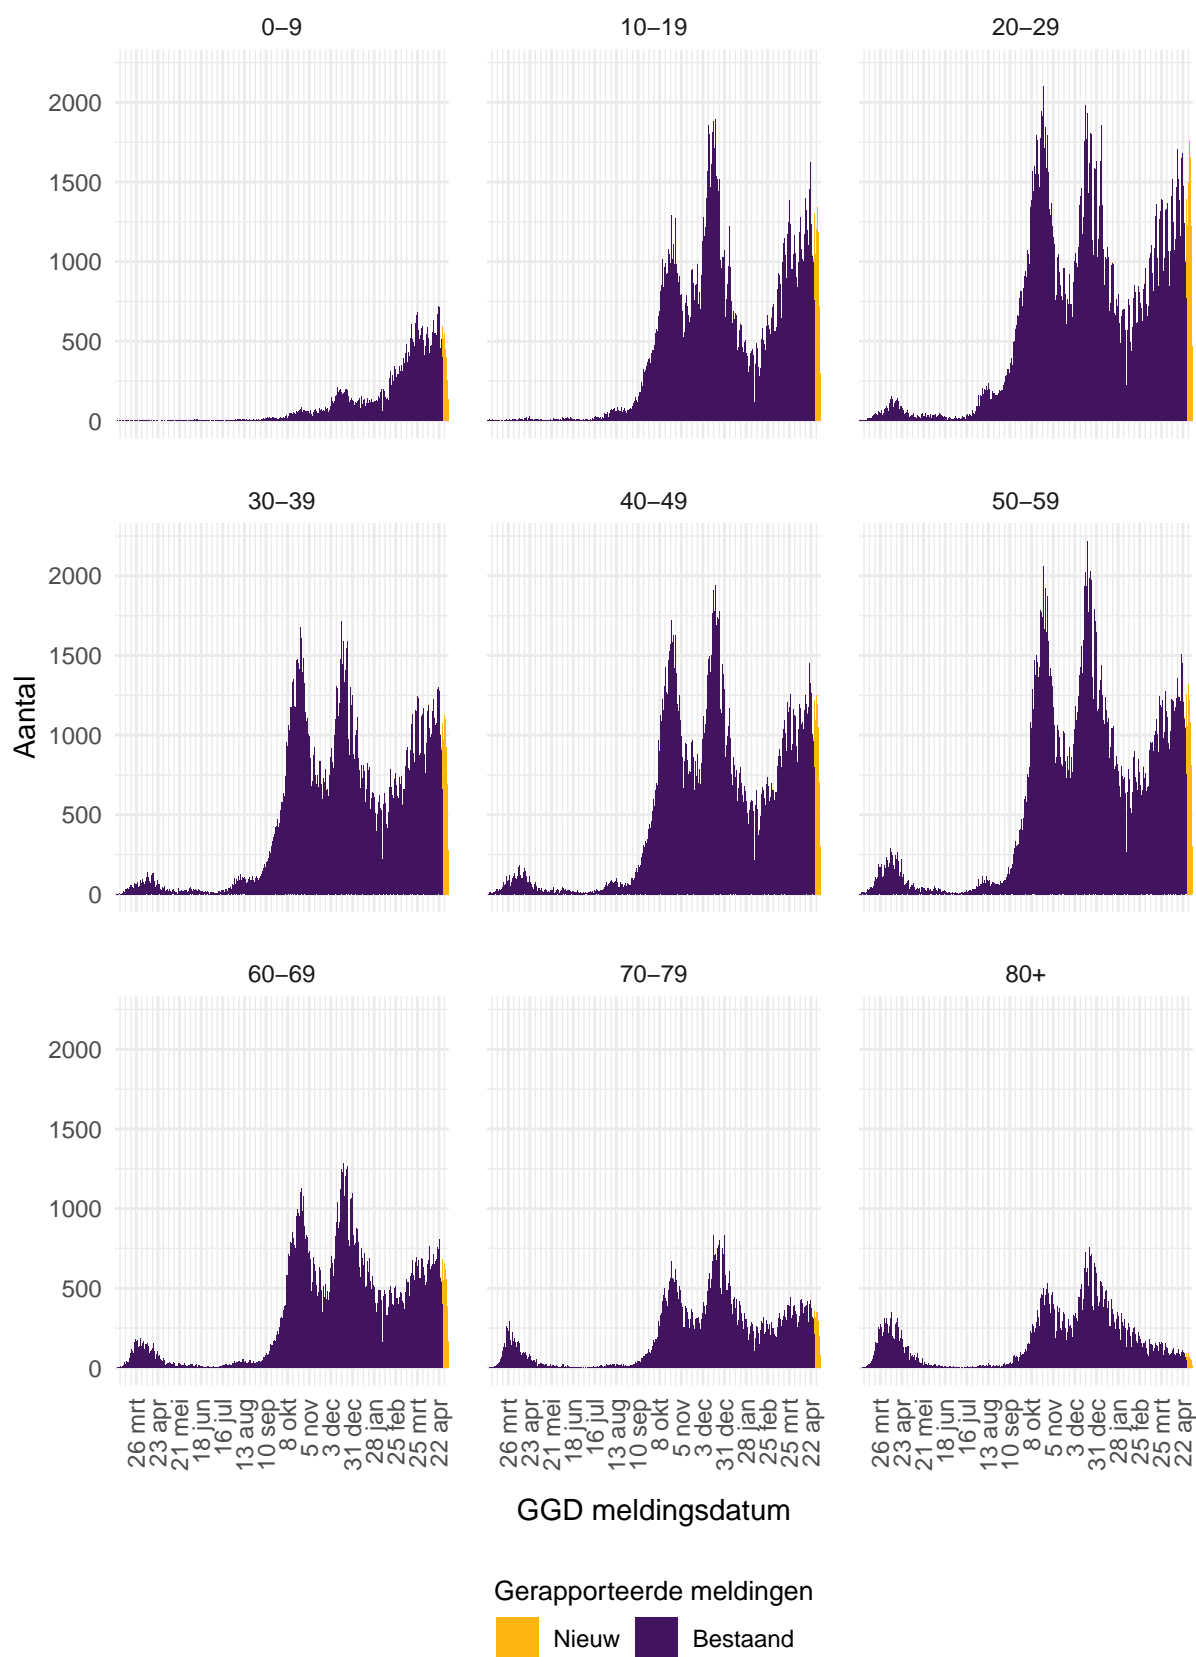 0−9 10−19 20−29
2000
1500
1000
500
0
30−39 40−49 50−59
2000
1500
1000
500
0
60−69 70−79 80+
2000
1500
1000
500
0
Aantal
26 mrt
23 apr
21 mei
18 jun
16 jul
13 aug
10 sep
8 okt
5 nov
3 dec
31 dec
28 jan
25 feb
25 mrt
22 apr
26 mrt
23 apr
21 mei
18 jun
16 jul
13 aug
10 sep
8 okt
5 nov
3 dec
31 dec
28 jan
25 feb
25 mrt
22 apr
26 mrt
23 apr
21 mei
18 jun
16 jul
13 aug
10 sep
8 okt
5 nov
3 dec
31 dec
28 jan
25 feb
25 mrt
22 apr
GGD meldingsdatum
Gerapporteerde meldingen
Nieuw Bestaand